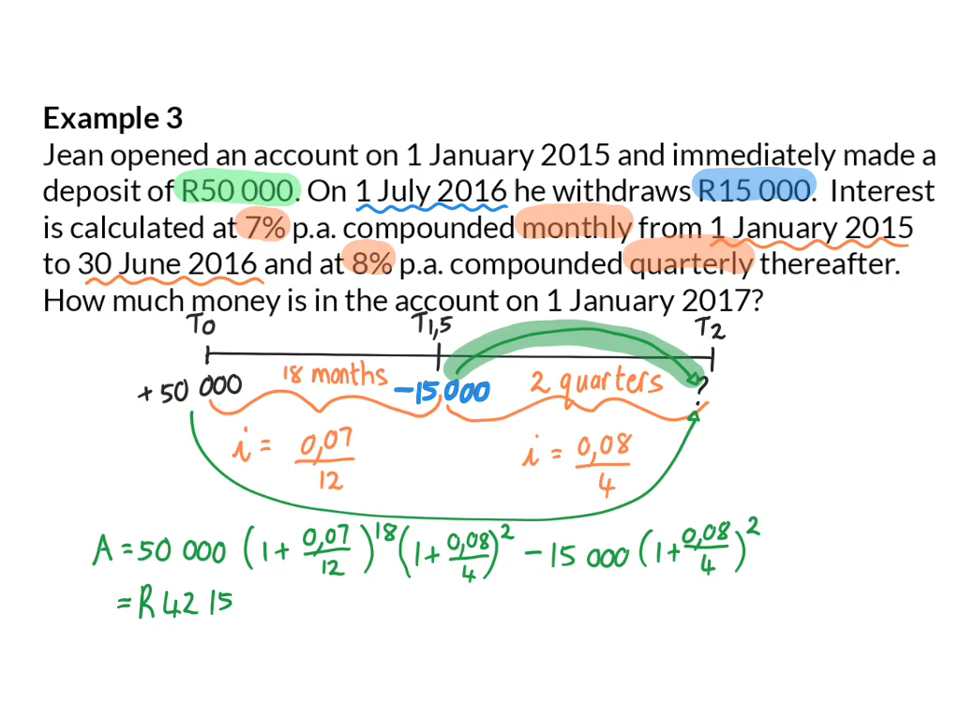 Example 3
Jean opened an account on 1 January 2015 and immediately made a
deposit of R50 000. On 1 July 2016 he withdraws R15 000. Interest
is calculated at 7% p.a. compounded monthly from 1 January 2015
to 30 June 2016 and at 8% p.a. compounded quarterly thereafter.
How much money is in the account on 1 January 2017?
T0 T1,5 T2
+50 000 18 months -15 000 2 quarters ?
i = 0,07/12 i = 0,08/4
A = 50 000 (1 + 0,07/12)^18 (1 + 0,08/4)^2 - 15 000 (1 + 0,08/4)^2
= R 42 15